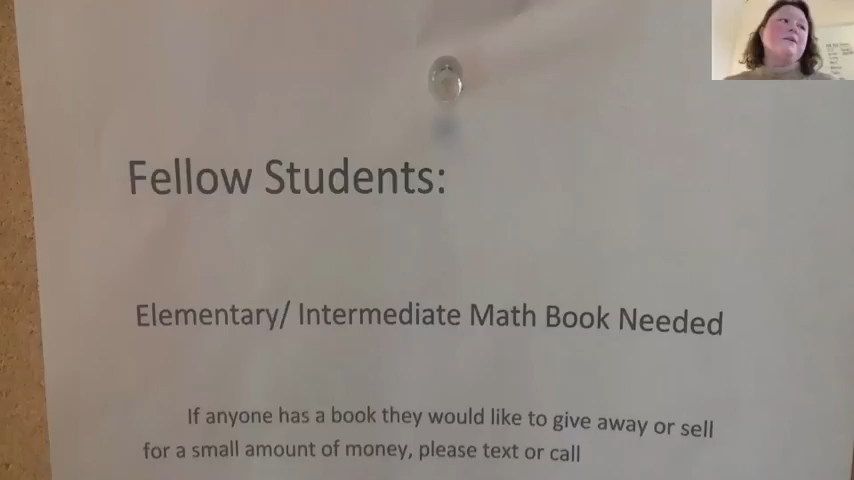 Fellow Students:
Elementary/ Intermediate Math Book Needed
If anyone has a book they would like to give away or sell
for a small amount of money, please text or call